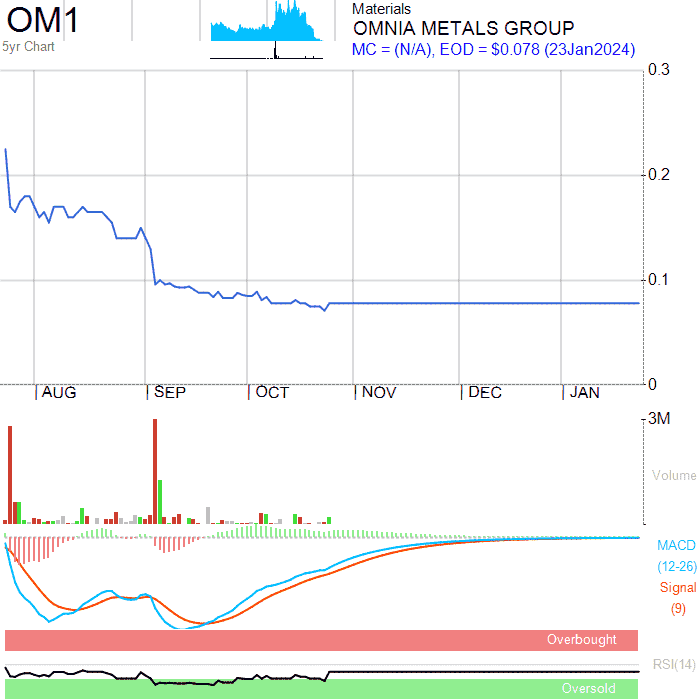 OM1
5yr Chart
Materials
OMNIA METALS GROUP
MC = (N/A), EOD = $0.078 (23Jan2024)
0.3
0.2
0.1
0
AUG SEP OCT NOV DEC JAN
3M
Volume
MACD
(12-26)
Signal
(9)
Overbought
RSI(14)
Oversold